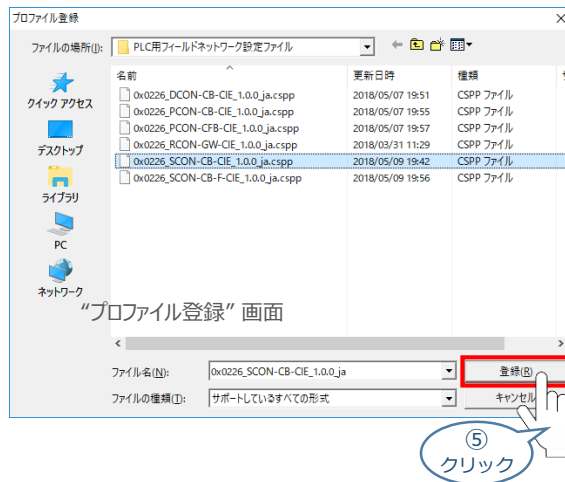 プロファイル登録
ファイルの場所(I): PLC用フィールドネットワーク設定ファイル
名前 更新日時 種類
0x0226_DCON-CB-CIE_1.0.0_ja.cspp 2018/05/07 19:51 CSPP ファイル
0x0226_PCON-CB-CIE_1.0.0_ja.cspp 2018/05/07 19:55 CSPP ファイル
0x0226_PCON-CFB-CIE_1.0.0_ja.cspp 2018/05/07 19:57 CSPP ファイル
0x0226_RCON-GW-CIE_1.0.0_ja.cspp 2018/03/31 11:29 CSPP ファイル
0x0226_SCON-CB-CIE_1.0.0_ja.cspp 2018/05/09 19:42 CSPP ファイル
0x0226_SCON-CB-F-CIE_1.0.0_ja.cspp 2018/05/09 19:56 CSPP ファイル
クイック アクセス
デスクトップ
ライブラリ
PC
ネットワーク
“プロファイル登録” 画面
ファイル名(N): 0x0226_SCON-CB-CIE_1.0.0_ja 登録(R)
ファイルの種類(T): サポートしているすべての形式 キャンセル
⑤
クリック